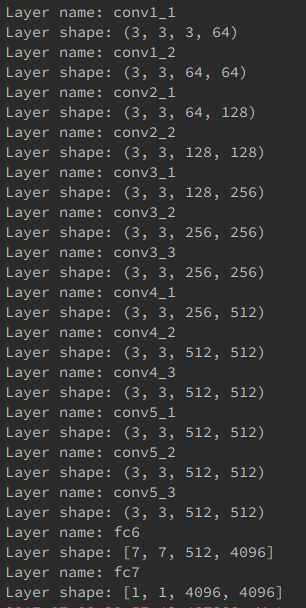 Layer name: conv1_1
Layer shape: (3, 3, 3, 64)
Layer name: conv1_2
Layer shape: (3, 3, 64, 64)
Layer name: conv2_1
Layer shape: (3, 3, 64, 128)
Layer name: conv2_2
Layer shape: (3, 3, 128, 128)
Layer name: conv3_1
Layer shape: (3, 3, 128, 256)
Layer name: conv3_2
Layer shape: (3, 3, 256, 256)
Layer name: conv3_3
Layer shape: (3, 3, 256, 256)
Layer name: conv4_1
Layer shape: (3, 3, 256, 512)
Layer name: conv4_2
Layer shape: (3, 3, 512, 512)
Layer name: conv4_3
Layer shape: (3, 3, 512, 512)
Layer name: conv5_1
Layer shape: (3, 3, 512, 512)
Layer name: conv5_2
Layer shape: (3, 3, 512, 512)
Layer name: conv5_3
Layer shape: (3, 3, 512, 512)
Layer name: fc6
Layer shape: [7, 7, 512, 4096]
Layer name: fc7
Layer shape: [1, 1, 4096, 4096]